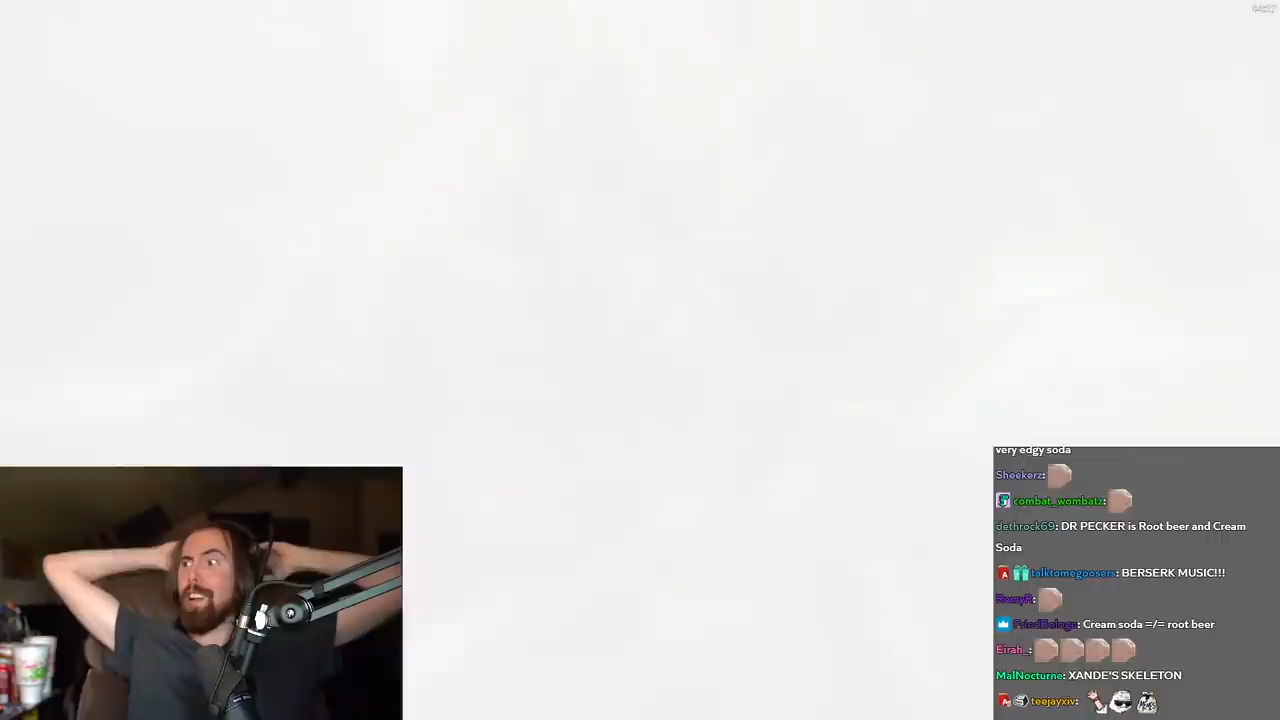 very edgy soda
Sheekerz:
combat_wombatz:
dethrock69: DR PECKER is Root beer and Cream
Soda
talktomegoosers: BERSERK MUSIC!!!
RomyR:
Cream soda =/= root beer
Eirah_:
MalNocturne: XANDE'S SKELETON
teejayxiv: